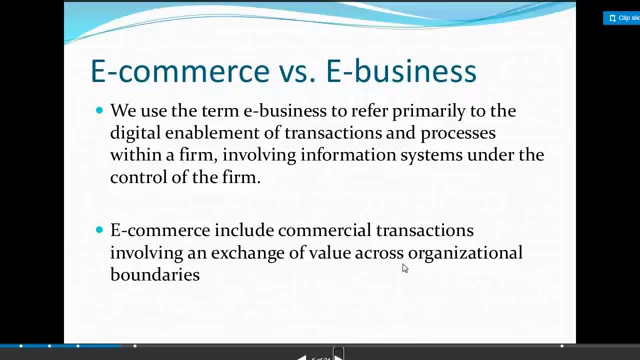 Clip slid
E-commerce vs. E-business
We use the term e-business to refer primarily to the
digital enablement of transactions and processes
within a firm, involving information systems under the
control of the firm.
E-commerce include commercial transactions
involving an exchange of value across organizational
boundaries